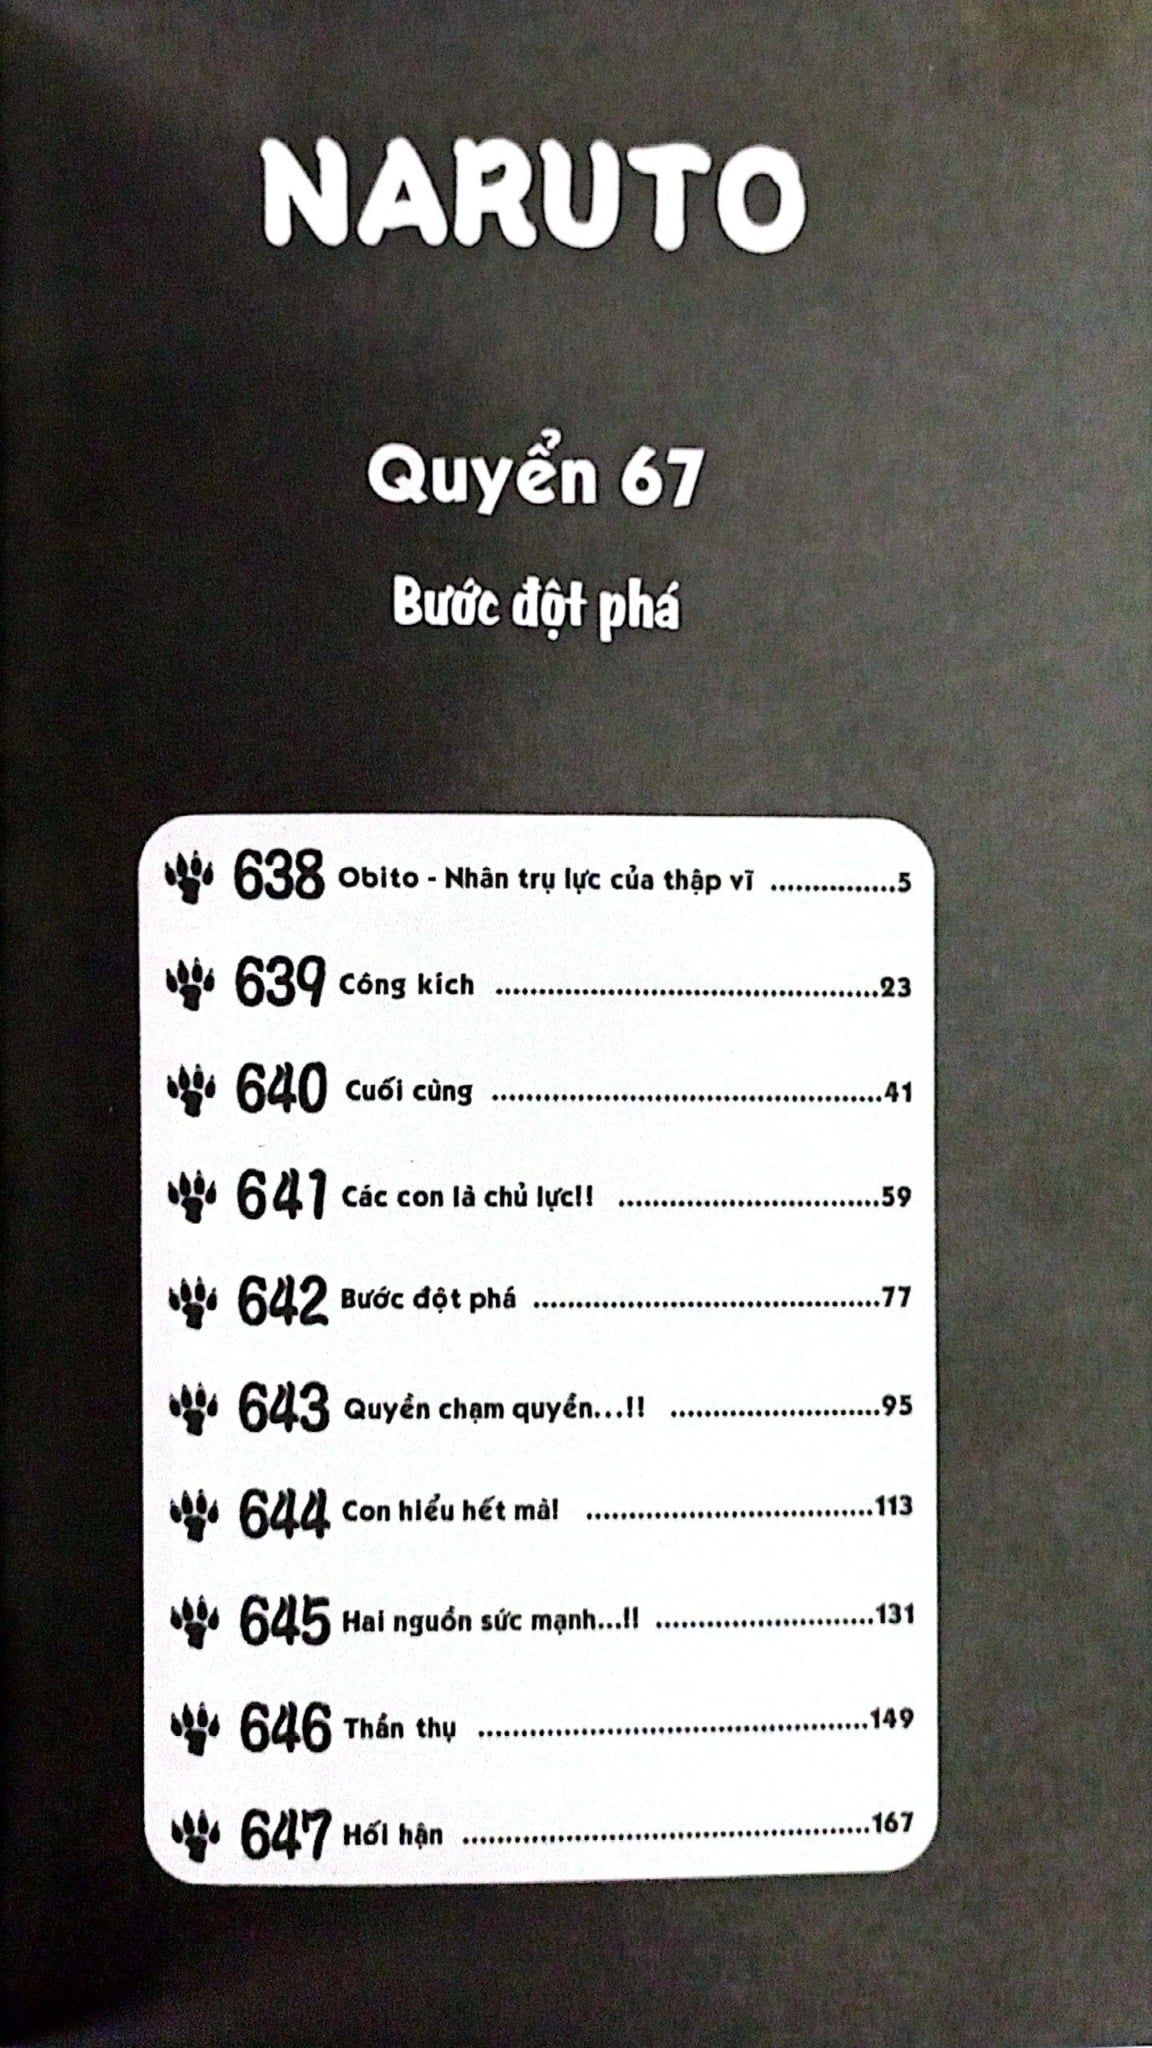 NARUTO
Quyển 67
Bước đột phá
638 Obito - Nhân trụ lực của thập vĩ ...............5
639 Công kích ..............................................23
640 Cuối cùng ...............................................41
641 Các con là chủ lực!! ...............................59
642 Bước đột phá ..........................................77
643 Quyền chạm quyền...!! .........................95
644 Con hiểu hết mà! ..................................113
645 Hai nguồn sức mạnh...!! ..........................131
646 Thần thụ ...............................................149
647 Hối hận .................................................167